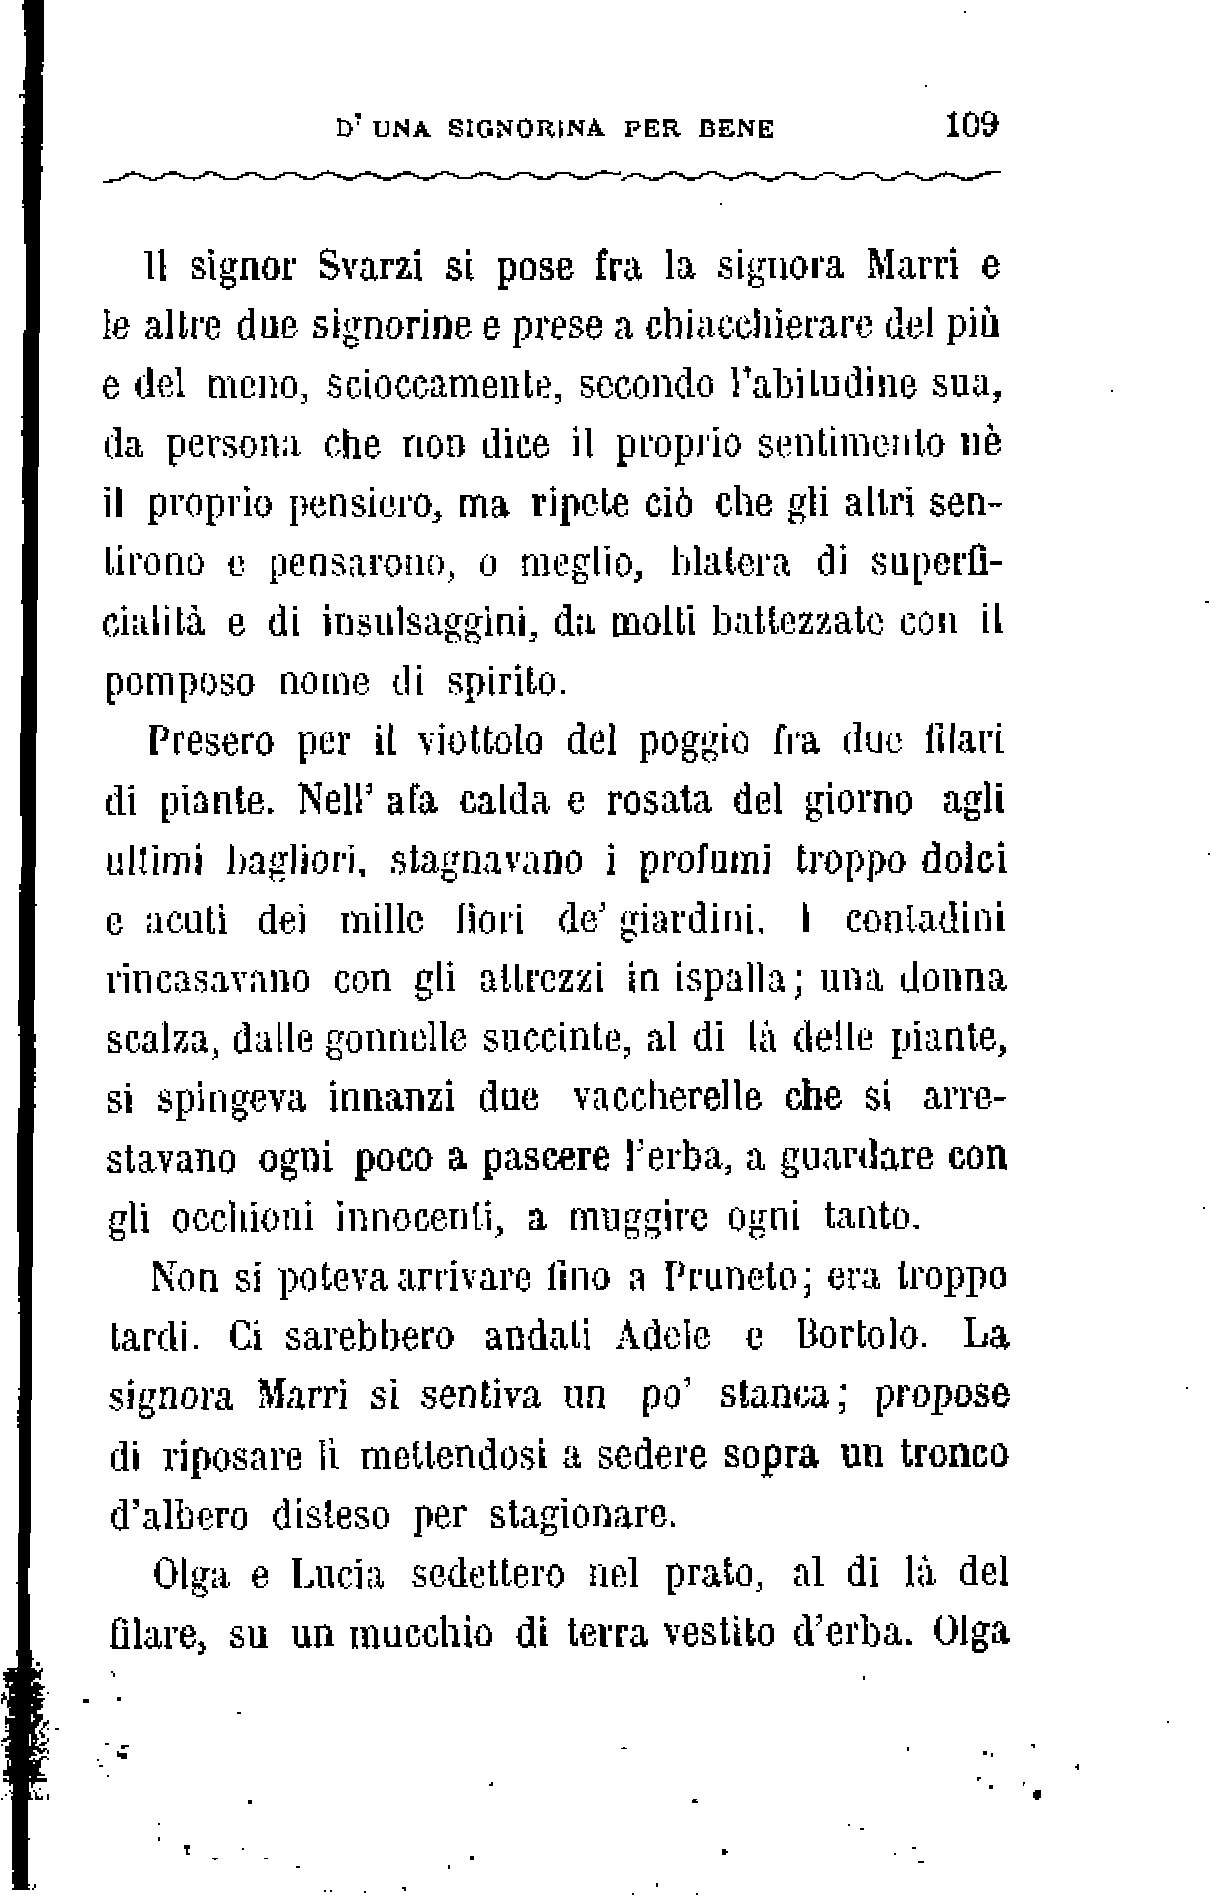 D' UNA SIGNORINA PER BENE 109
Il signor Svarzi si pose fra la signora Marri e
le altre due signorine e prese a chiacchierare del più
e del meno, scioccamente, secondo l'abitudine sua,
da persona che non dice il proprio sentimento nè
il proprio pensiero, ma ripete ciò che gli altri sen-
tirono e pensarono, o meglio, blatera di superfi-
cialità e di insulsaggini, da molti battezzate con il
pomposo nome di spirito.
Presero per il viottolo del poggio fra due filari
di piante. Nell' afa calda e rosata del giorno agli
ultimi bagliori, stagnavano i profumi troppo dolci
e acuti dei mille fiori de' giardini. I contadini
rincasavano con gli attrezzi in ispalla; una donna
scalza, dalle gonnelle succinte, al di là delle piante,
si spingeva innanzi due vaccherelle che si arre-
stavano ogni poco a pascere l'erba, a guardare con
gli occhioni innocenti, a muggire ogni tanto.
Non si poteva arrivare fino a Pruneto; era troppo
tardi. Ci sarebbero andati Adele e Bortolo. La
signora Marri si sentiva un po' stanca; propose
di riposare lì mettendosi a sedere sopra un tronco
d'albero disteso per stagionare.
Olga e Lucia sedettero nel prato, al di là del
filare, su un mucchio di terra vestito d'erba. Olga